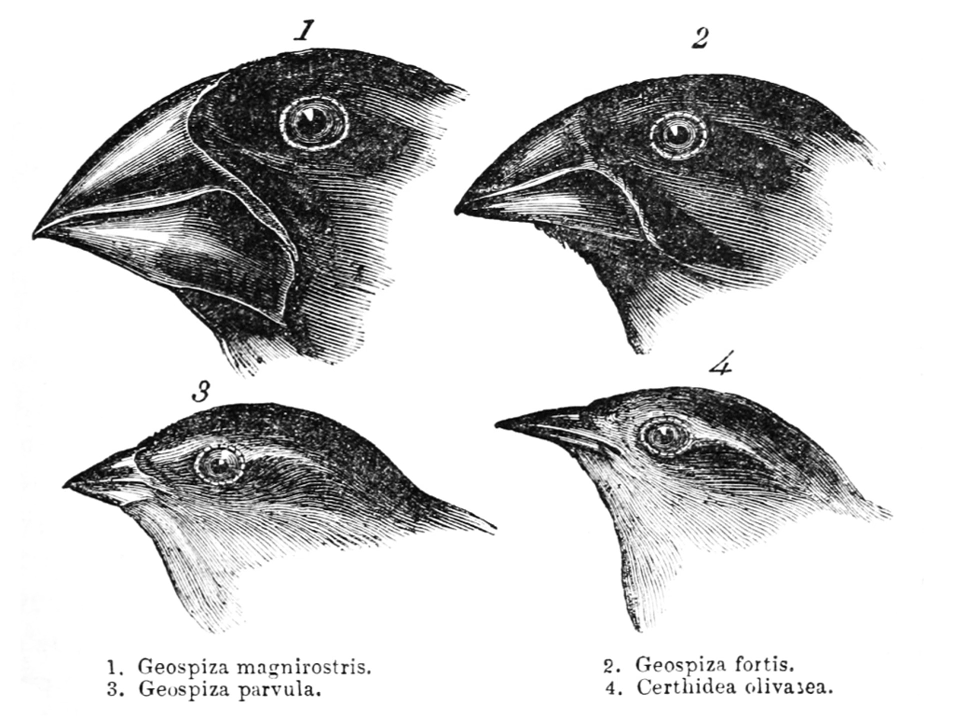 1
2
3
4
1. Geospiza magnirostris.
2. Geospiza fortis.
3. Geospiza parvula.
4. Certhidea olivasea.